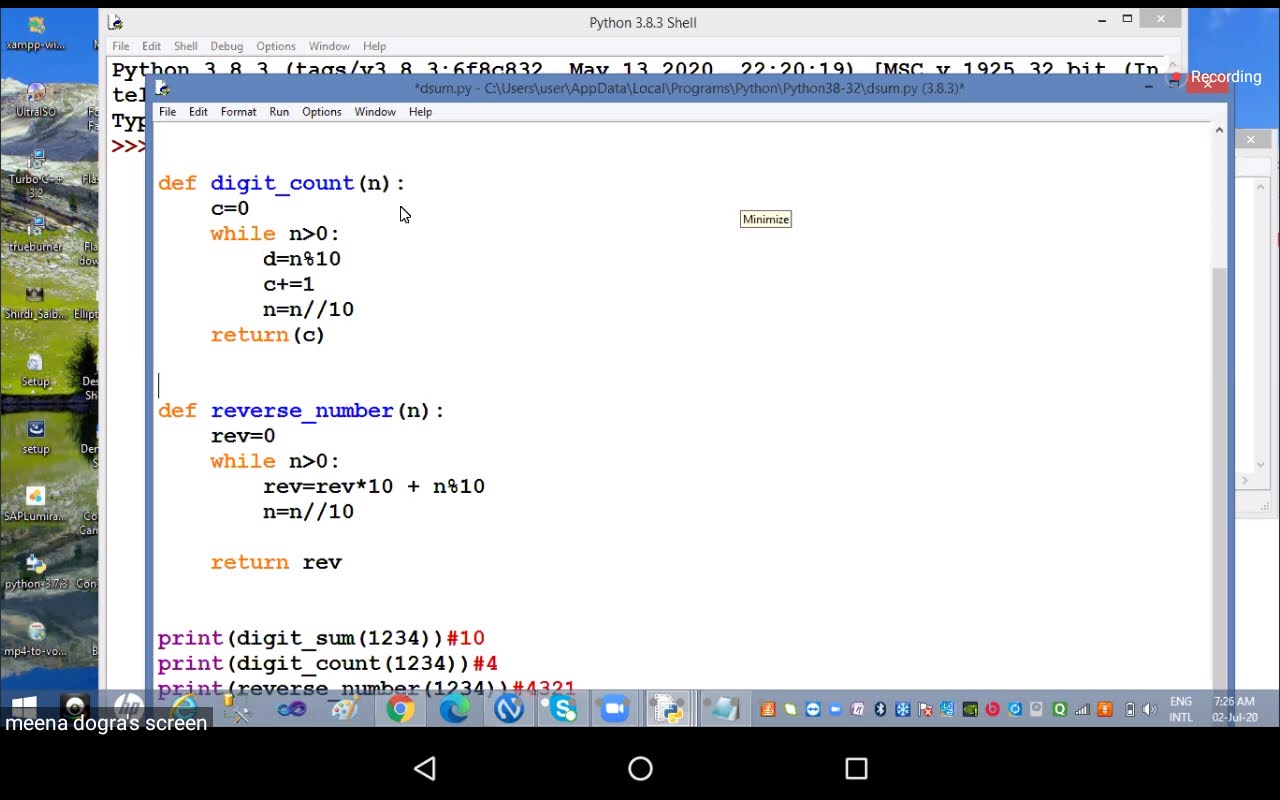 Python 3.8.3 Shell
File Edit Shell Debug Options Window Help
Python 3.8.3 (tags/v3.8.3:6f8c832, May 13 2020, 22:20:19) [MSC v.1925 32 bit (In
tel
Typ
>>>
Recording
*dsum.py - C:\Users\user\AppData\Local\Programs\Python\Python38-32\dsum.py (3.8.3)*
File Edit Format Run Options Window Help
def digit_count(n):
    c=0
    while n>0:
        d=n%10
        c+=1
        n=n//10
    return(c)
def reverse_number(n):
    rev=0
    while n>0:
        rev=rev*10 + n%10
        n=n//10
    return rev
print(digit_sum(1234))#10
print(digit_count(1234))#4
print(reverse_number(1234))#4321
Minimize
xampp-wi...
UltraISO
Turbo C++
3.2
trueburner
Shirdi_Saib...
Ellipt
Setup
setup
SAPLumira...
python-3.7.3
mp4-to-vo...
ENG
INTL
7:26 AM
02-Jul-20
meena dogra's screen